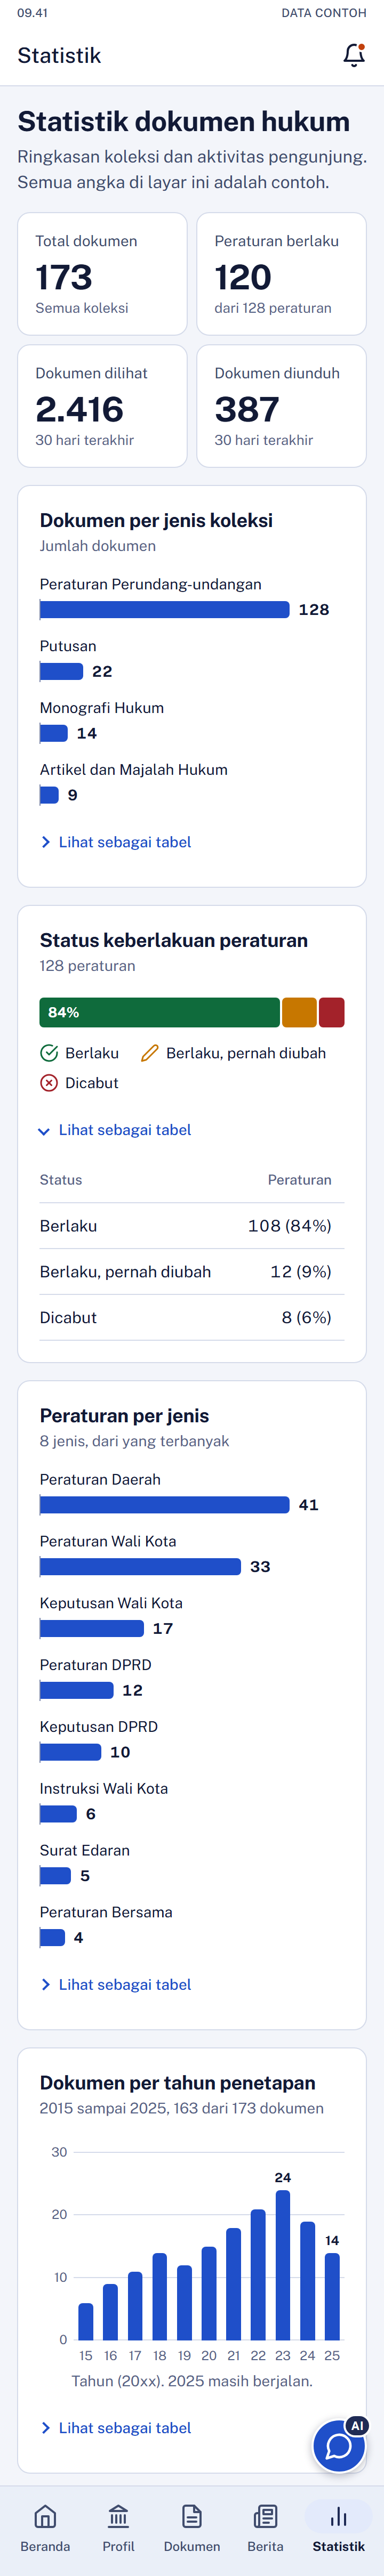 09.41 DATA CONTOH
Statistik
Statistik dokumen hukum
Ringkasan koleksi dan aktivitas pengunjung.
Semua angka di layar ini adalah contoh.
Total dokumen
173
Semua koleksi
Peraturan berlaku
120
dari 128 peraturan
Dokumen dilihat
2.416
30 hari terakhir
Dokumen diunduh
387
30 hari terakhir
Dokumen per jenis koleksi
Jumlah dokumen
Peraturan Perundang-undangan
128
Putusan
22
Monografi Hukum
14
Artikel dan Majalah Hukum
9
Lihat sebagai tabel
Status keberlakuan peraturan
128 peraturan
84%
Berlaku Berlaku, pernah diubah
Dicabut
Lihat sebagai tabel
Status Peraturan
Berlaku 108 (84%)
Berlaku, pernah diubah 12 (9%)
Dicabut 8 (6%)
Peraturan per jenis
8 jenis, dari yang terbanyak
Peraturan Daerah
41
Peraturan Wali Kota
33
Keputusan Wali Kota
17
Peraturan DPRD
12
Keputusan DPRD
10
Instruksi Wali Kota
6
Surat Edaran
5
Peraturan Bersama
4
Lihat sebagai tabel
Dokumen per tahun penetapan
2015 sampai 2025, 163 dari 173 dokumen
30
24
20
14
10
0
15 16 17 18 19 20 21 22 23 24 25
Tahun (20xx). 2025 masih berjalan.
Lihat sebagai tabel
AI
Beranda Profil Dokumen Berita Statistik